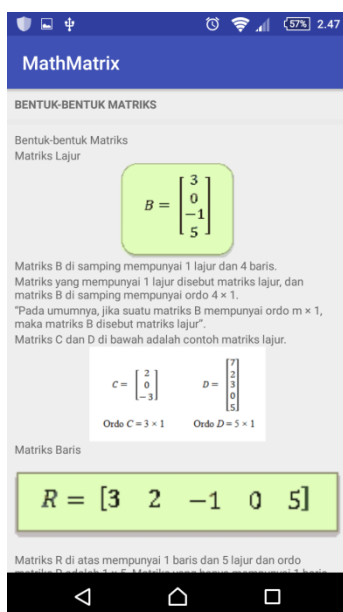 57% 2.47
MathMatrix
BENTUK-BENTUK MATRIKS
Bentuk-bentuk Matriks
Matriks Lajur
B = [3 0 −1 5]
Matriks B di samping mempunyai 1 lajur dan 4 baris.
Matriks yang mempunyai 1 lajur disebut matriks lajur, dan
matriks B di samping mempunyai ordo 4 × 1.
“Pada umumnya, jika suatu matriks B mempunyai ordo m × 1,
maka matriks B disebut matriks lajur”.
Matriks C dan D di bawah adalah contoh matriks lajur.
C = [2 0 −3] D = [7 2 3 0 5]
Ordo C = 3 × 1 Ordo D = 5 × 1
Matriks Baris
R = [3 2 −1 0 5]
Matriks R di atas mempunyai 1 baris dan 5 lajur dan ordo